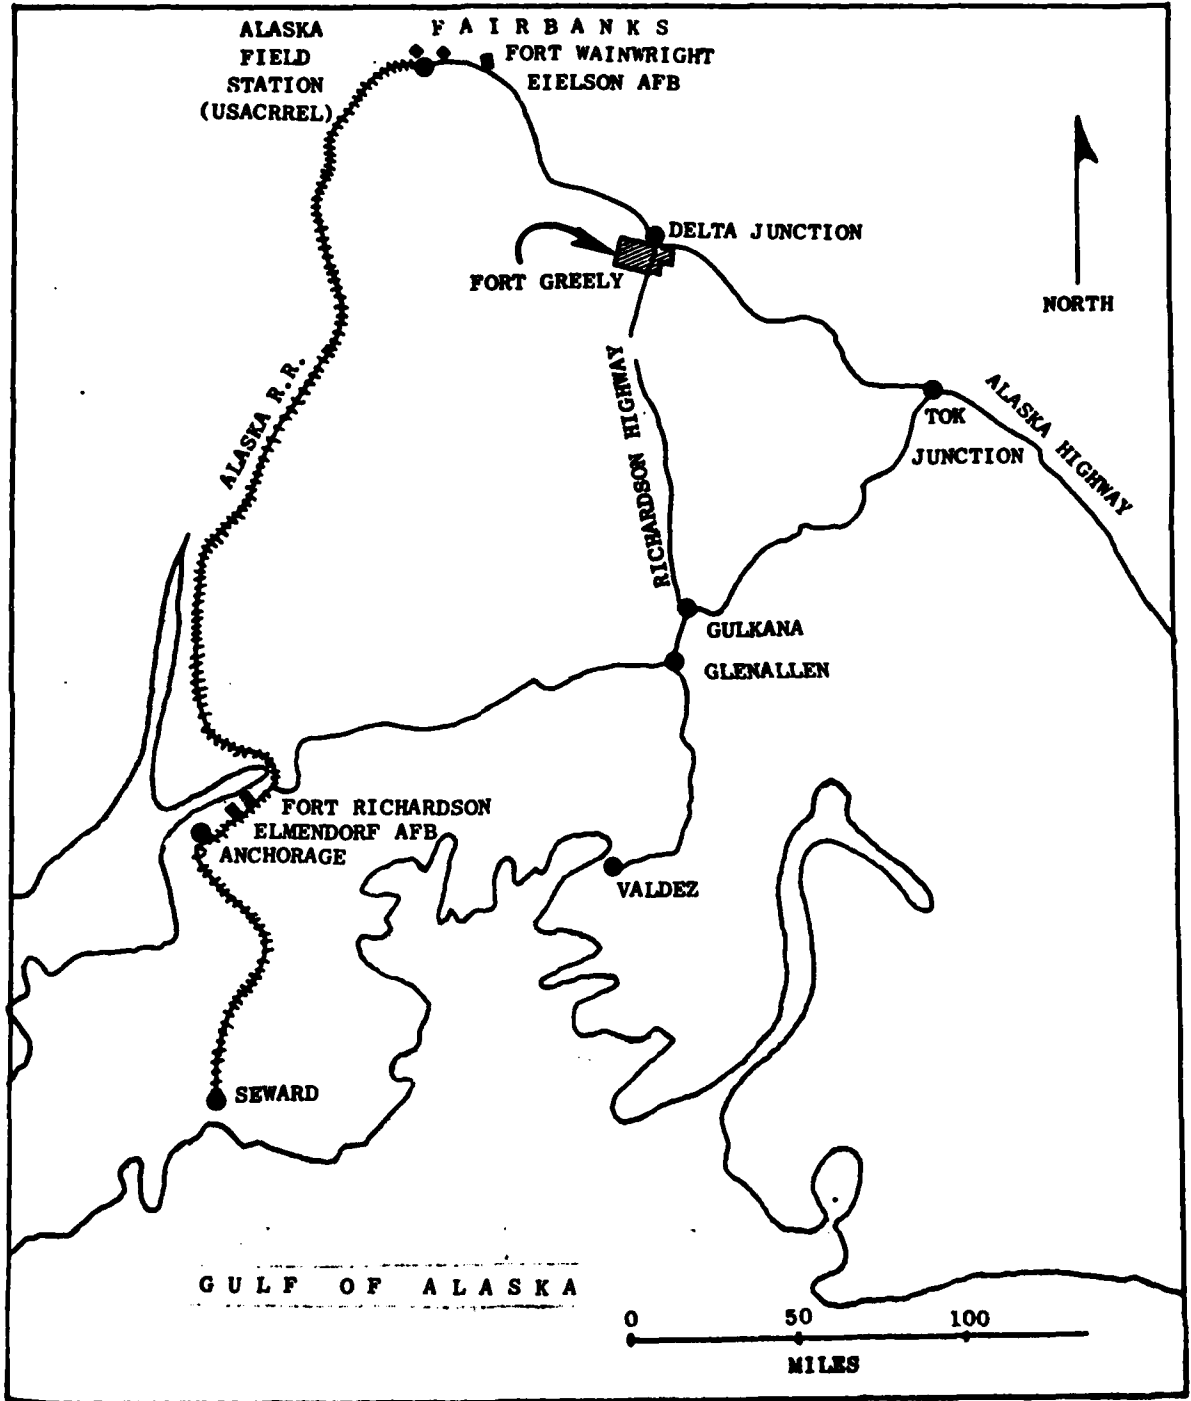 ALASKA
FIELD
STATION
(USACRREL)
FAIRBANKS
FORT WAINWRIGHT
EIELSON AFB
DELTA JUNCTION
FORT GREELY
NORTH
ALASKA R.R.
RICHARDSON HIGHWAY
TOK
JUNCTION
ALASKA HIGHWAY
GULKANA
GLENALLEN
FORT RICHARDSON
ELMENDORF AFB
ANCHORAGE
VALDEZ
SEWARD
GULF OF ALASKA
0 50 100
MILES